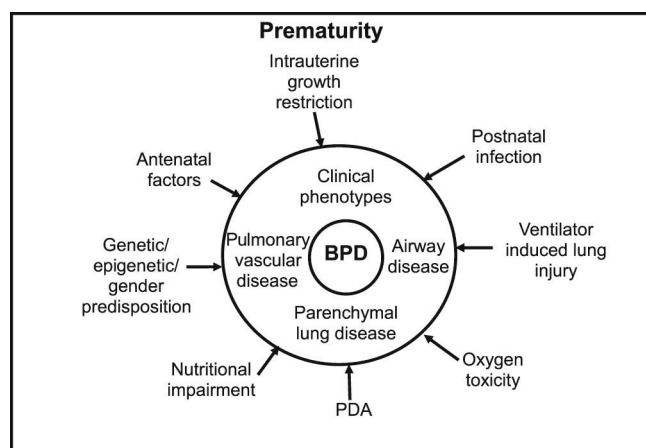 Prematurity
Intrauterine
growth
restriction
Postnatal
infection
Antenatal
factors
Clinical
phenotypes
Ventilator
induced lung
injury
Genetic/
epigenetic/
gender
predisposition
Pulmonary
vascular
disease
BPD
Airway
disease
Parenchymal
lung disease
Nutritional
impairment
Oxygen
toxicity
PDA